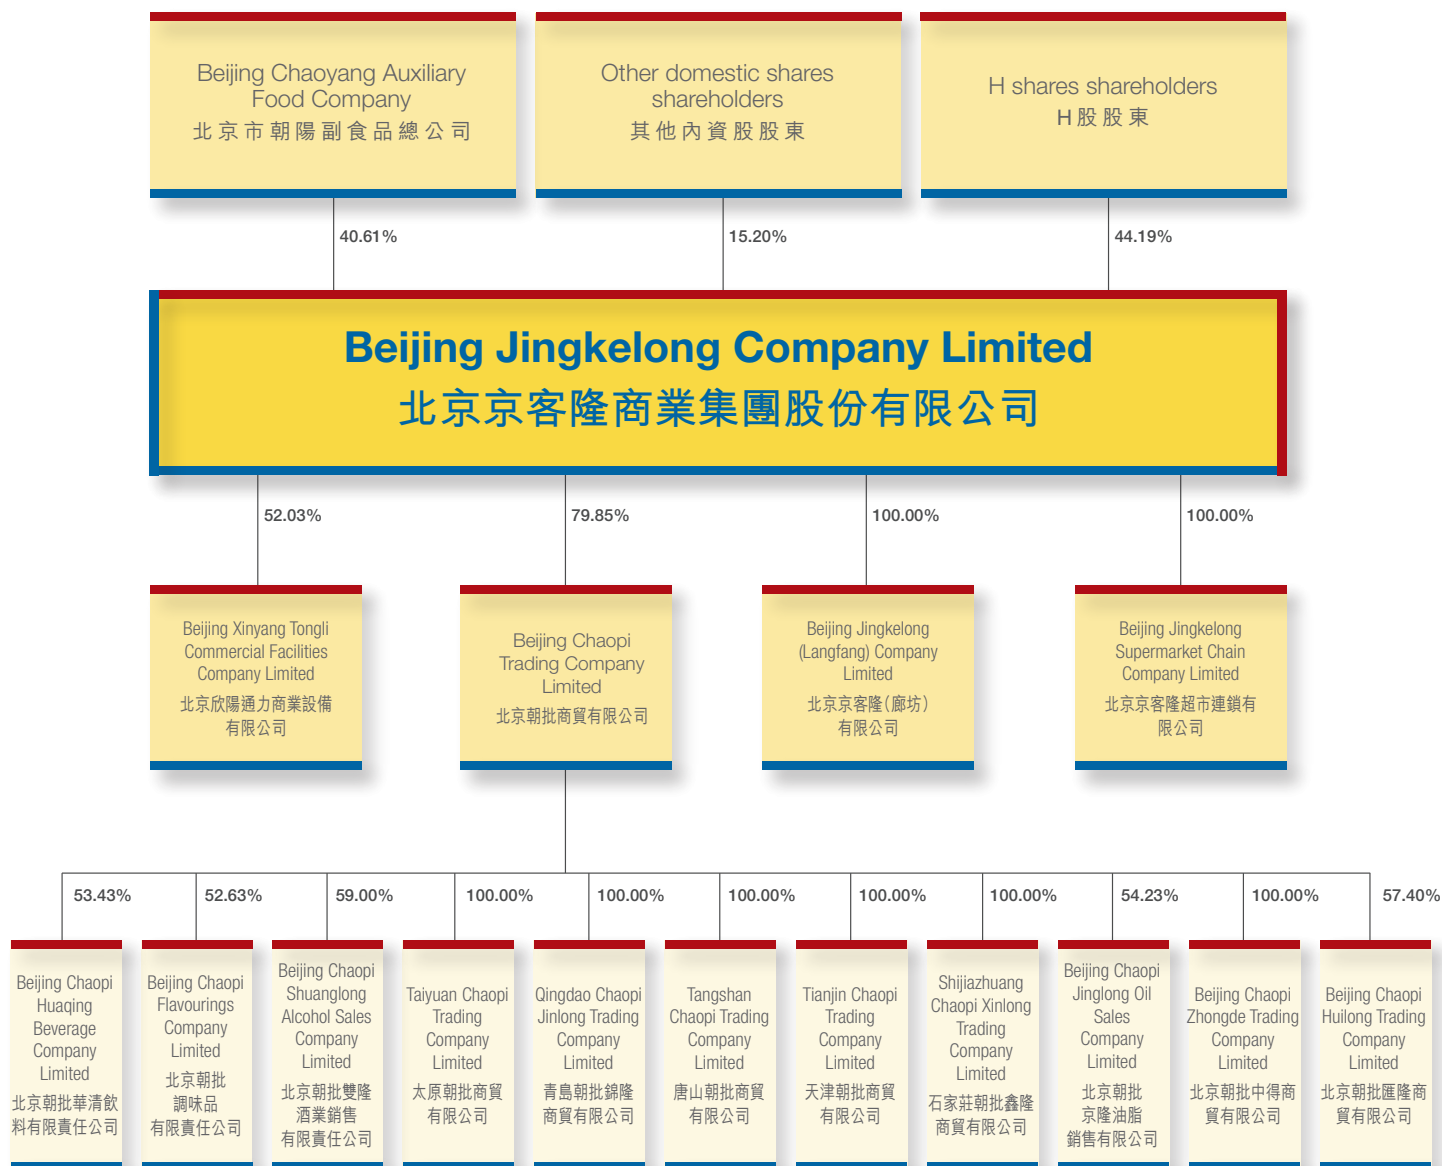 Beijing Chaoyang Auxiliary
Food Company
北京市朝陽副食品總公司
Other domestic shares
shareholders
其他內資股股東
H shares shareholders
H股股東
40.61%
15.20%
44.19%
Beijing Jingkelong Company Limited
北京京客隆商業集團股份有限公司
52.03%
79.85%
100.00%
100.00%
Beijing Xinyang Tongli
Commercial Facilities
Company Limited
北京欣陽通力商業設備
有限公司
Beijing Chaopi
Trading Company
Limited
北京朝批商貿有限公司
Beijing Jingkelong
(Langfang) Company
Limited
北京京客隆（廊坊）
有限公司
Beijing Jingkelong
Supermarket Chain
Company Limited
北京京客隆超市連鎖有
限公司
53.43%
52.63%
59.00%
100.00%
100.00%
100.00%
100.00%
100.00%
54.23%
100.00%
57.40%
Beijing Chaopi
Huaqing
Beverage
Company
Limited
北京朝批華清飲
料有限責任公司
Beijing Chaopi
Flavourings
Company
Limited
北京朝批
調味品
有限責任公司
Beijing Chaopi
Shuanglong
Alcohol Sales
Company
Limited
北京朝批雙隆
酒業銷售
有限責任公司
Taiyuan Chaopi
Trading
Company
Limited
太原朝批商貿
有限公司
Qingdao Chaopi
Jinlong Trading
Company
Limited
青島朝批錦隆
商貿有限公司
Tangshan
Chaopi Trading
Company
Limited
唐山朝批商貿
有限公司
Tianjin Chaopi
Trading
Company
Limited
天津朝批商貿
有限公司
Shijiazhuang
Chaopi Xinlong
Trading
Company
Limited
石家莊朝批鑫隆
商貿有限公司
Beijing Chaopi
Jinglong Oil
Sales
Company
Limited
北京朝批
京隆油脂
銷售有限公司
Beijing Chaopi
Zhongde Trading
Company
Limited
北京朝批中得商
貿有限公司
Beijing Chaopi
Huilong Trading
Company
Limited
北京朝批匯隆商
貿有限公司